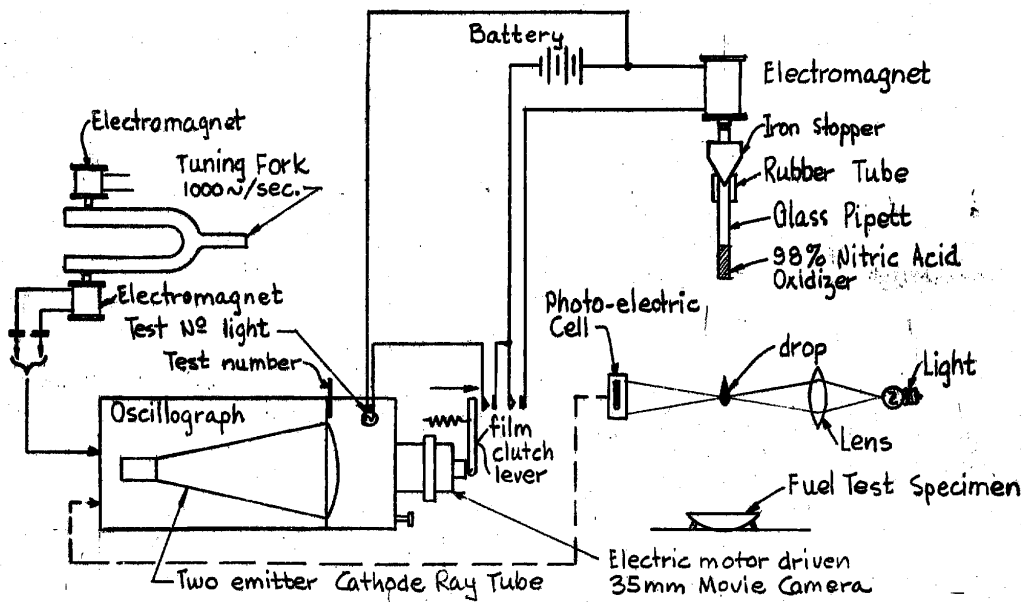 Battery
Electromagnet
Iron Stopper
Rubber Tube
Glass Pipett
98% Nitric Acid
Oxidizer
Electromagnet
Tuning Fork
1000~/sec.
Electromagnet
Test Nº light
Test number
Photo-electric
Cell
drop
Light
Lens
Oscillograph
film
clutch
lever
Fuel Test Specimen
Two emitter Cathode Ray Tube
Electric motor driven
35mm Movie Camera